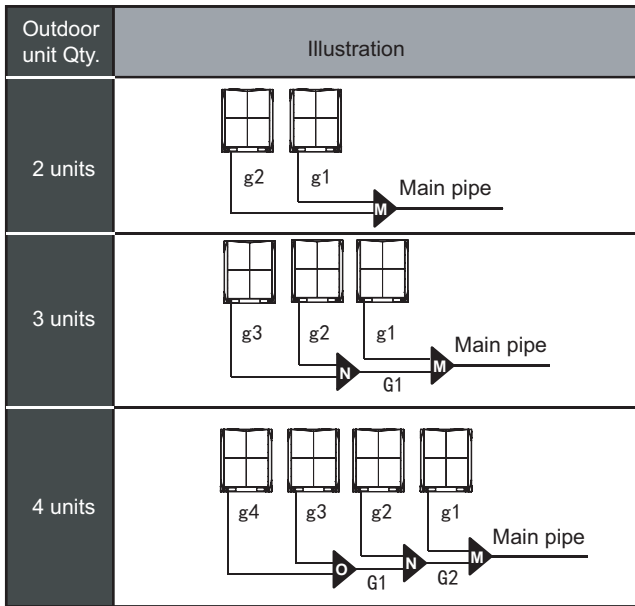 Outdoor
unit Qty.
Illustration
2 units
g2 g1
Main pipe
M
3 units
g3 g2 g1
Main pipe
N M
G1
4 units
g4 g3 g2 g1
Main pipe
O N M
G1 G2